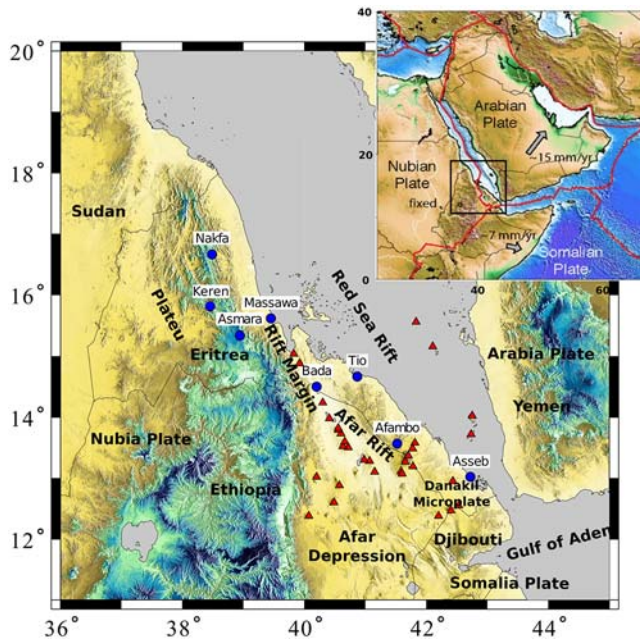 20°
18°
16°
14°
12°
36°
38°
40°
42°
44°
Sudan
Nakfa
Keren
Massawa
Asmara
Plateu
Eritrea
Rift Margin
Red Sea Rift
Bada
Tio
Afar Rift
Afambo
Asseb
Arabia Plate
Yemen
Nubia Plate
Ethiopia
Danakil
Microplate
Afar
Depression
Djibouti
Gulf of Aden
Somalia Plate
40
20
0
40
60
Arabian
Plate
~15 mm/yr
Nubian
Plate
fixed
7 mm/yr
Somalian
Plate